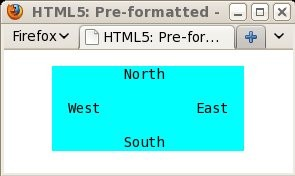 HTML5: Pre-formatted -
Firefox
HTML5: Pre-for...
North
West East
South